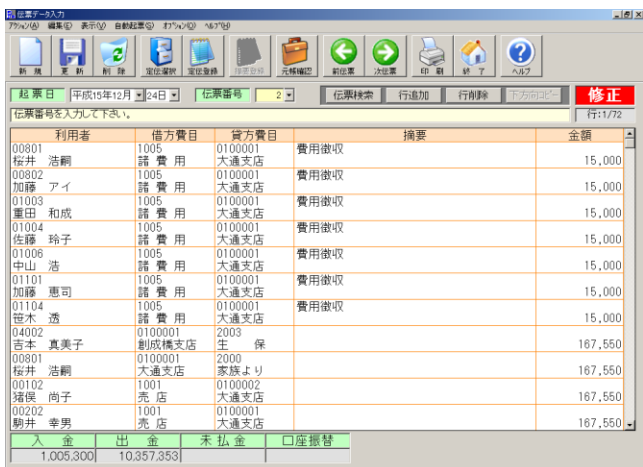 伝票データ入力
アクション(A) 編集(E) 表示(V) 自動起票(S) オプション(O) ヘルプ(H)
新 規 更 新 削 除 定伝選択 定伝登録 元帳確認 前伝票 次伝票 印 刷 終 了 ヘルプ
起 票 日 平成15年12月 24日 伝票番号 2 伝票検索 行追加 行削除 下方向コピー 修正
伝票番号を入力して下さい。 行:1/72
利用者 借方費目 貸方費目 摘要 金額
00801 1005 0100001 費用徴収
桜井 浩嗣 諸 費 用 大通支店 15,000
00802 1005 0100001 費用徴収
加藤 アイ 諸 費 用 大通支店 15,000
01003 1005 0100001 費用徴収
重田 和成 諸 費 用 大通支店 15,000
01004 1005 0100001 費用徴収
佐藤 玲子 諸 費 用 大通支店 15,000
01006 1005 0100001 費用徴収
中山 浩 諸 費 用 大通支店 15,000
01101 1005 0100001 費用徴収
加藤 恵司 諸 費 用 大通支店 15,000
01104 1005 0100001 費用徴収
笹木 透 諸 費 用 大通支店 15,000
04002 0100001 2003
吉本 真美子 創成橋支店 生 保 167,550
00801 0100001 2000
桜井 浩嗣 大通支店 家族より 167,550
00102 1001 0100002
猪俣 尚子 売 店 大通支店 167,550
00202 1001 0100001
駒井 幸男 売 店 大通支店 167,550
入 金 出 金 未 払 金 口座振替
1,005,300 10,357,353